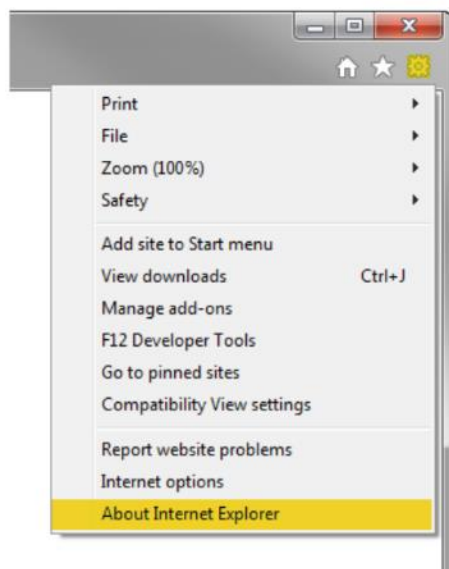 Print
File
Zoom (100%)
Safety
Add site to Start menu
View downloads Ctrl+J
Manage add-ons
F12 Developer Tools
Go to pinned sites
Compatibility View settings
Report website problems
Internet options
About Internet Explorer